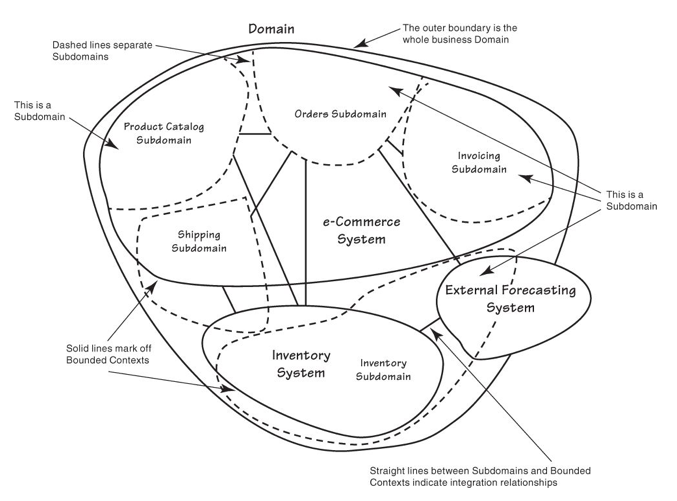 Domain
The outer boundary is the
whole business Domain
Dashed lines separate
Subdomains
This is a
Subdomain
Product Catalog
Subdomain
Orders Subdomain
Invoicing
Subdomain
This is a
Subdomain
e-Commerce
System
Shipping
Subdomain
External Forecasting
System
Solid lines mark off
Bounded Contexts
Inventory
System
Inventory
Subdomain
Straight lines between Subdomains and Bounded
Contexts indicate integration relationships